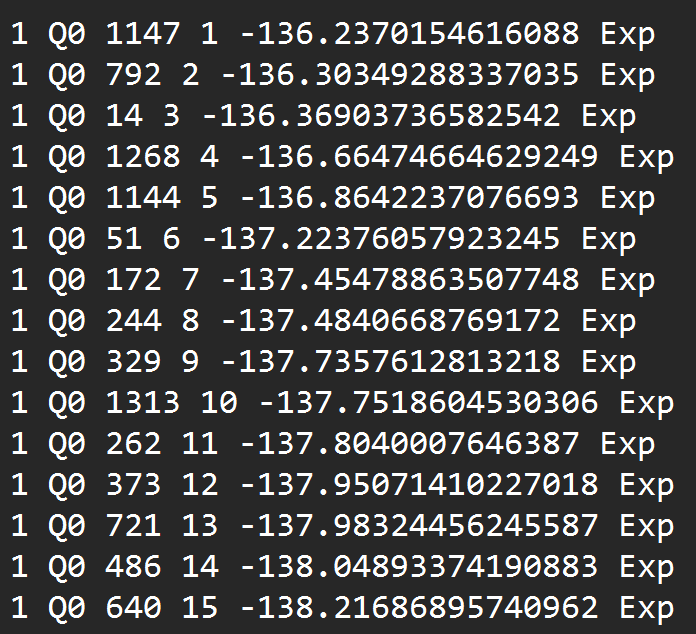 1 Q0 1147 1 -136.2370154616088 Exp
1 Q0 792 2 -136.30349288337035 Exp
1 Q0 14 3 -136.36903736582542 Exp
1 Q0 1268 4 -136.66474664629249 Exp
1 Q0 1144 5 -136.8642237076693 Exp
1 Q0 51 6 -137.22376057923245 Exp
1 Q0 172 7 -137.45478863507748 Exp
1 Q0 244 8 -137.4840668769172 Exp
1 Q0 329 9 -137.7357612813218 Exp
1 Q0 1313 10 -137.7518604530306 Exp
1 Q0 262 11 -137.8040007646387 Exp
1 Q0 373 12 -137.95071410227018 Exp
1 Q0 721 13 -137.98324456245587 Exp
1 Q0 486 14 -138.04893374190883 Exp
1 Q0 640 15 -138.21686895740962 Exp